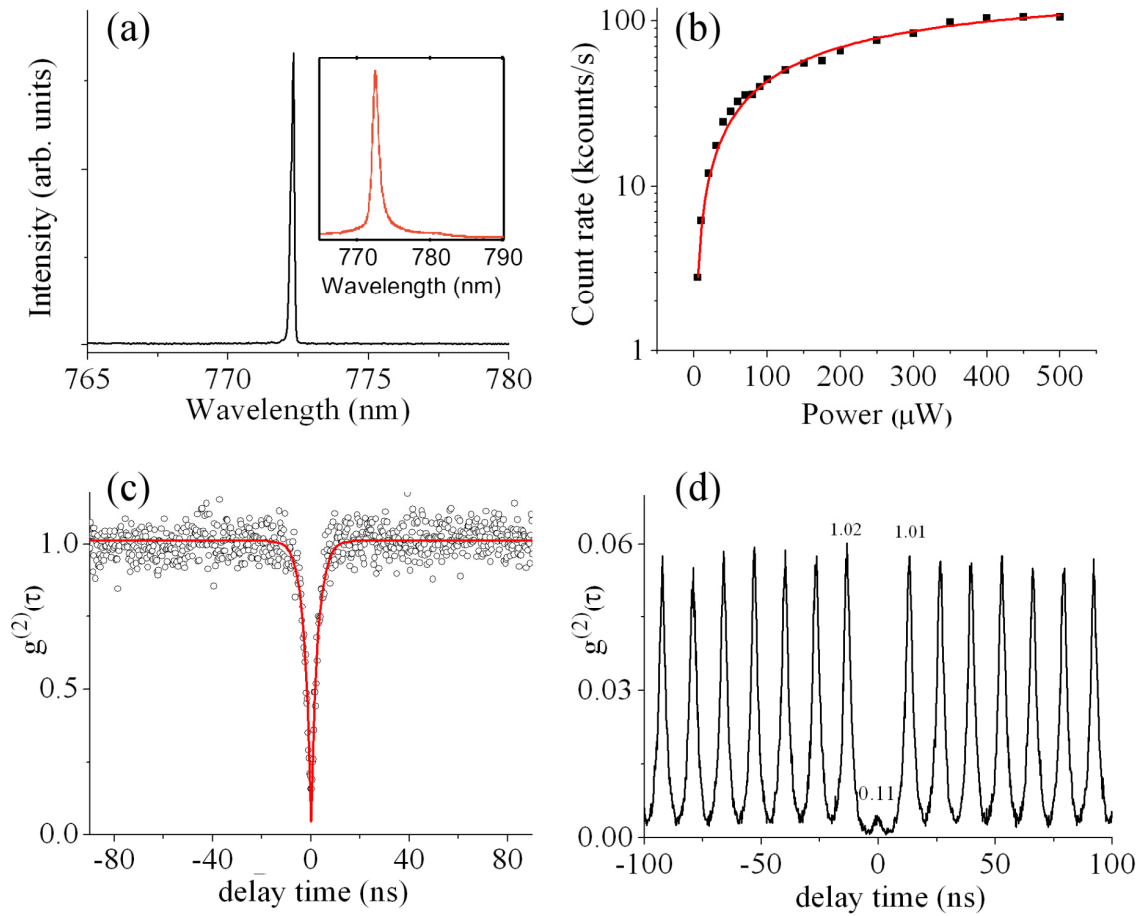 (a)
Intensity (arb. units)
765 770 775 780
Wavelength (nm)
770 780 790
Wavelength (nm)
(b)
Count rate (kcounts/s)
100
10
1
0 100 200 300 400 500
Power (μW)
(c)
g(2)(τ)
1.0
0.5
0.0
-80 -40 0 40 80
delay time (ns)
(d)
g(2)(τ)
0.06
0.03
0.00
1.02 1.01
0.11
-100 -50 0 50 100
delay time (ns)